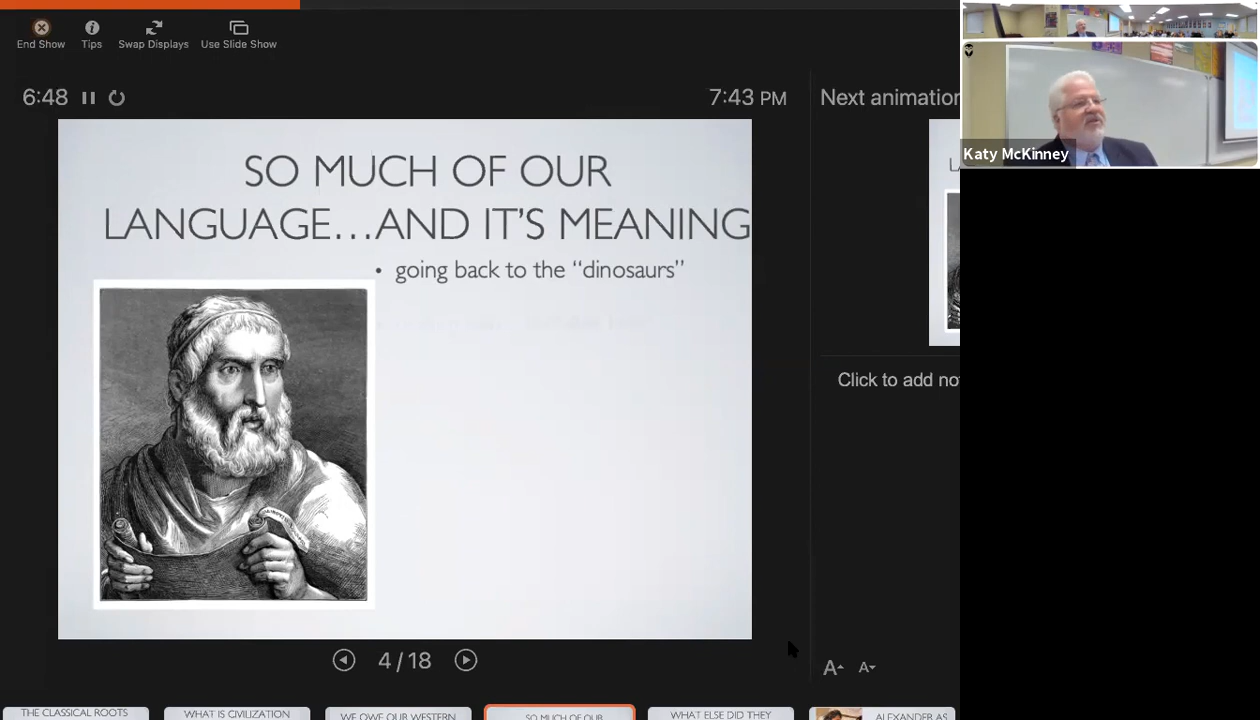 End Show
Tips
Swap Displays
Use Slide Show
6:48
7:43 PM
Next animation
Katy McKinney
SO MUCH OF OUR
LANGUAGE…AND IT'S MEANING
• going back to the “dinosaurs”
Click to add no
4 / 18
A A
THE CLASSICAL ROOTS
WHAT IS CIVILIZATION
WE OWE OUR WESTERN
SO MUCH OF OUR
WHAT ELSE DID THEY
ALEXANDER AS